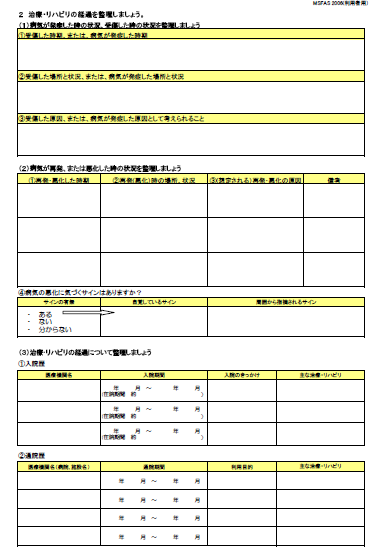 MSFAS 2006(利用者用)
2 治療・リハビリの経過を整理しましょう。
(1)病気が発症した時の状況、受傷した時の状況を整理しましょう
①受傷した時期、または、病気が発症した時期
②受傷した場所と状況、または、病気が発症した場所と状況
③受傷した原因、または、病気が発症した原因として考えられること
(2)病気が再発、または悪化した時の状況を整理しましょう
①再発・悪化した時期 ②再発(悪化)時の場所、状況 ③(想定される)再発・悪化の原因 備考
④病気の悪化に気づくサインはありますか?
サインの有無 自覚しているサイン 周囲から指摘されるサイン
・ ある
・ ない
・ 分からない
(3)治療・リハビリの経過について整理しましょう
①入院歴
医療機関名 入院期間 入院のきっかけ 主な治療・リハビリ
年 月 ~ 年 月
(在院期間 約 )
年 月 ~ 年 月
(在院期間 約 )
年 月 ~ 年 月
(在院期間 約 )
②通院歴
医療機関名(病院、施設名) 通院期間 利用目的 主な治療・リハビリ
年 月 ~ 年 月
年 月 ~ 年 月
年 月 ~ 年 月
年 月 ~ 年 月